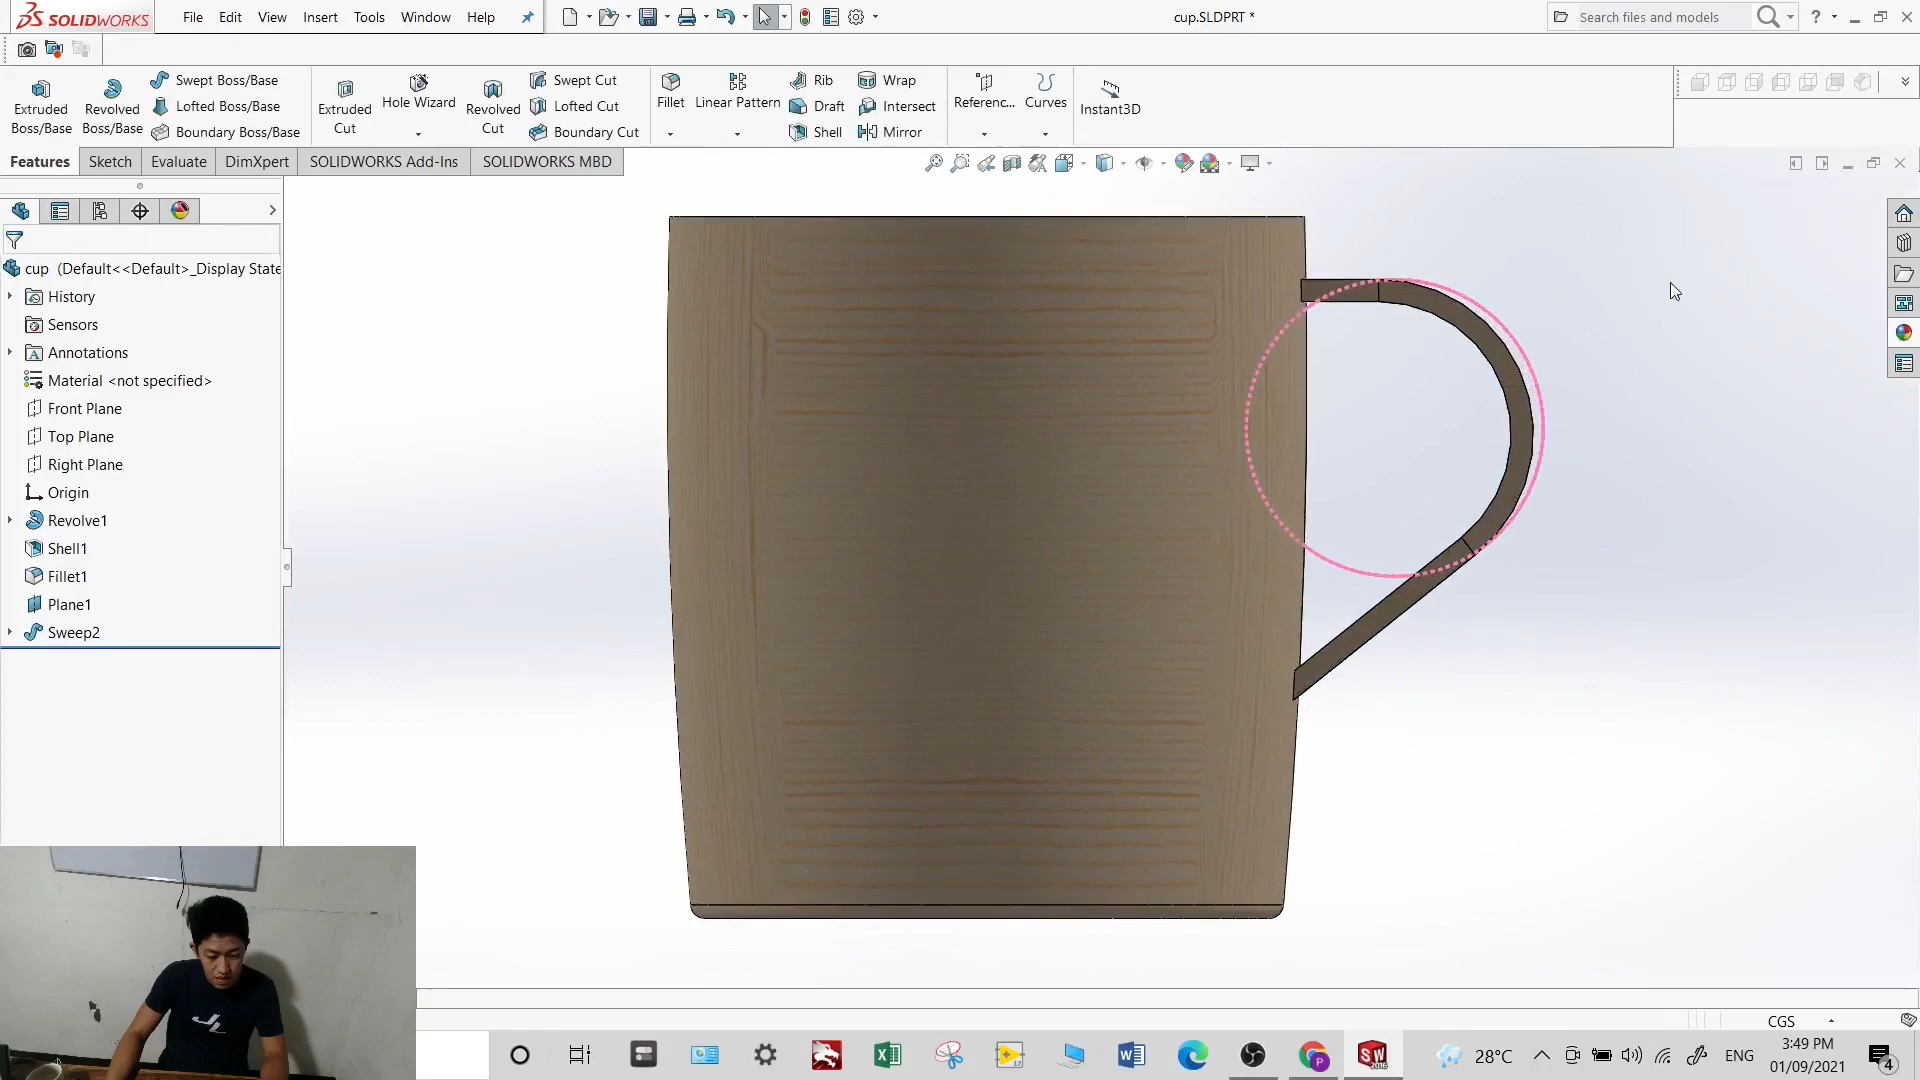 SOLIDWORKS File Edit View Insert Tools Window Help cup.SLDPRT * Search files and models ?
Extruded Boss/Base
Revolved Boss/Base
Swept Boss/Base
Lofted Boss/Base
Boundary Boss/Base
Extruded Cut
Hole Wizard
Revolved Cut
Swept Cut
Lofted Cut
Boundary Cut
Fillet
Linear Pattern
Rib
Draft
Shell
Wrap
Intersect
Mirror
Referenc...
Curves
Instant3D
Features Sketch Evaluate DimXpert SOLIDWORKS Add-Ins SOLIDWORKS MBD
cup (Default<<Default>_Display State
History
Sensors
Annotations
Material <not specified>
Front Plane
Top Plane
Right Plane
Origin
Revolve1
Shell1
Fillet1
Plane1
Sweep2
CGS
28°C ENG 3:49 PM
01/09/2021
4
SW
2016